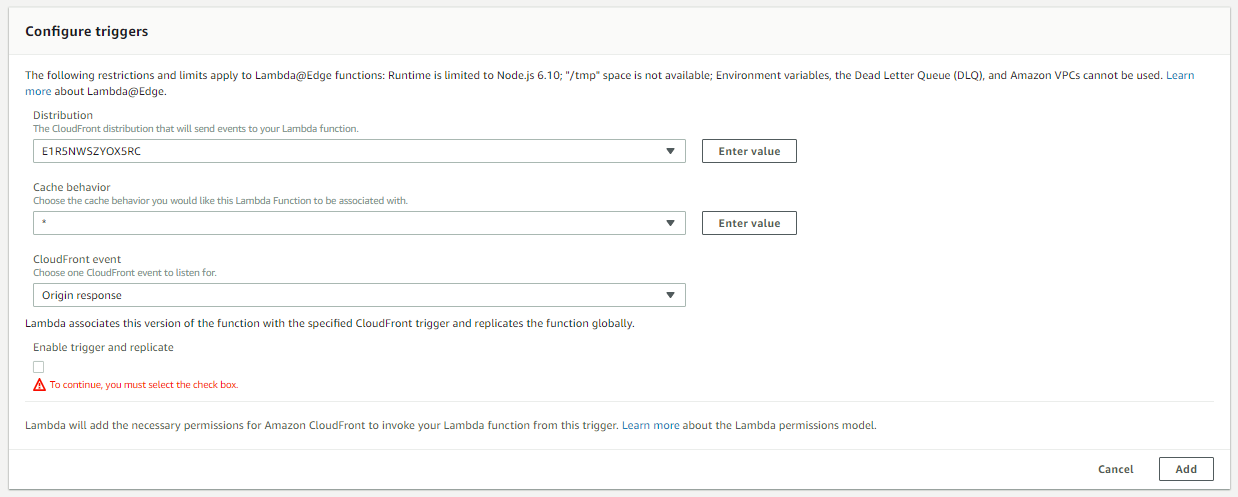 Configure triggers
The following restrictions and limits apply to Lambda@Edge functions: Runtime is limited to Node.js 6.10; "/tmp" space is not available; Environment variables, the Dead Letter Queue (DLQ), and Amazon VPCs cannot be used. Learn
more about Lambda@Edge.
Distribution
The CloudFront distribution that will send events to your Lambda function.
E1R5NWSZYOX5RC
Enter value
Cache behavior
Choose the cache behavior you would like this Lambda Function to be associated with.
*
Enter value
CloudFront event
Choose one CloudFront event to listen for.
Origin response
Lambda associates this version of the function with the specified CloudFront trigger and replicates the function globally.
Enable trigger and replicate
To continue, you must select the check box.
Lambda will add the necessary permissions for Amazon CloudFront to invoke your Lambda function from this trigger. Learn more about the Lambda permissions model.
Cancel
Add